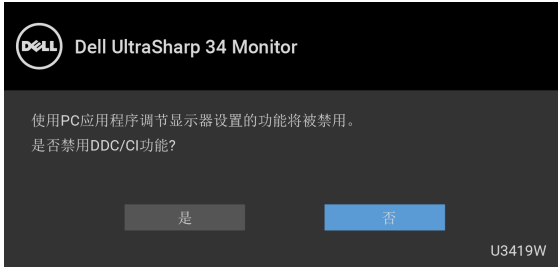 DELL
Dell UltraSharp 34 Monitor
使用PC应用程序调节显示器设置的功能将被禁用。
是否禁用DDC/CI功能?
是
否
U3419W